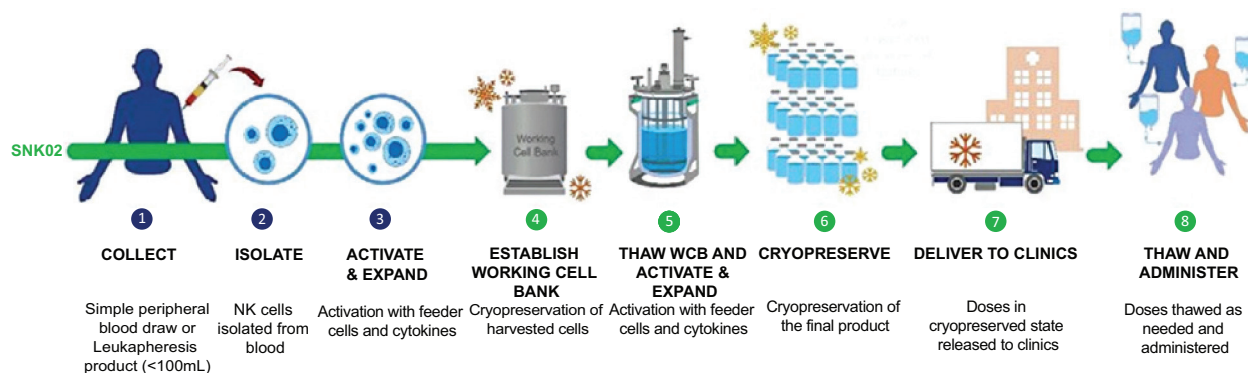 SNK02
Working
Cell Bank
1
COLLECT
Simple peripheral
blood draw or
Leukapheresis
product (<100mL)
2
ISOLATE
NK cells
isolated from
blood
3
ACTIVATE
& EXPAND
Activation with feeder
cells and cytokines
4
ESTABLISH
WORKING CELL
BANK
Cryopreservation of
harvested cells
5
THAW WCB AND
ACTIVATE &
EXPAND
Activation with feeder
cells and cytokines
6
CRYOPRESERVE
Cryopreservation of
the final product
7
DELIVER TO CLINICS
Doses in
cryopreserved state
released to clinics
8
THAW AND
ADMINISTER
Doses thawed as
needed and
administered